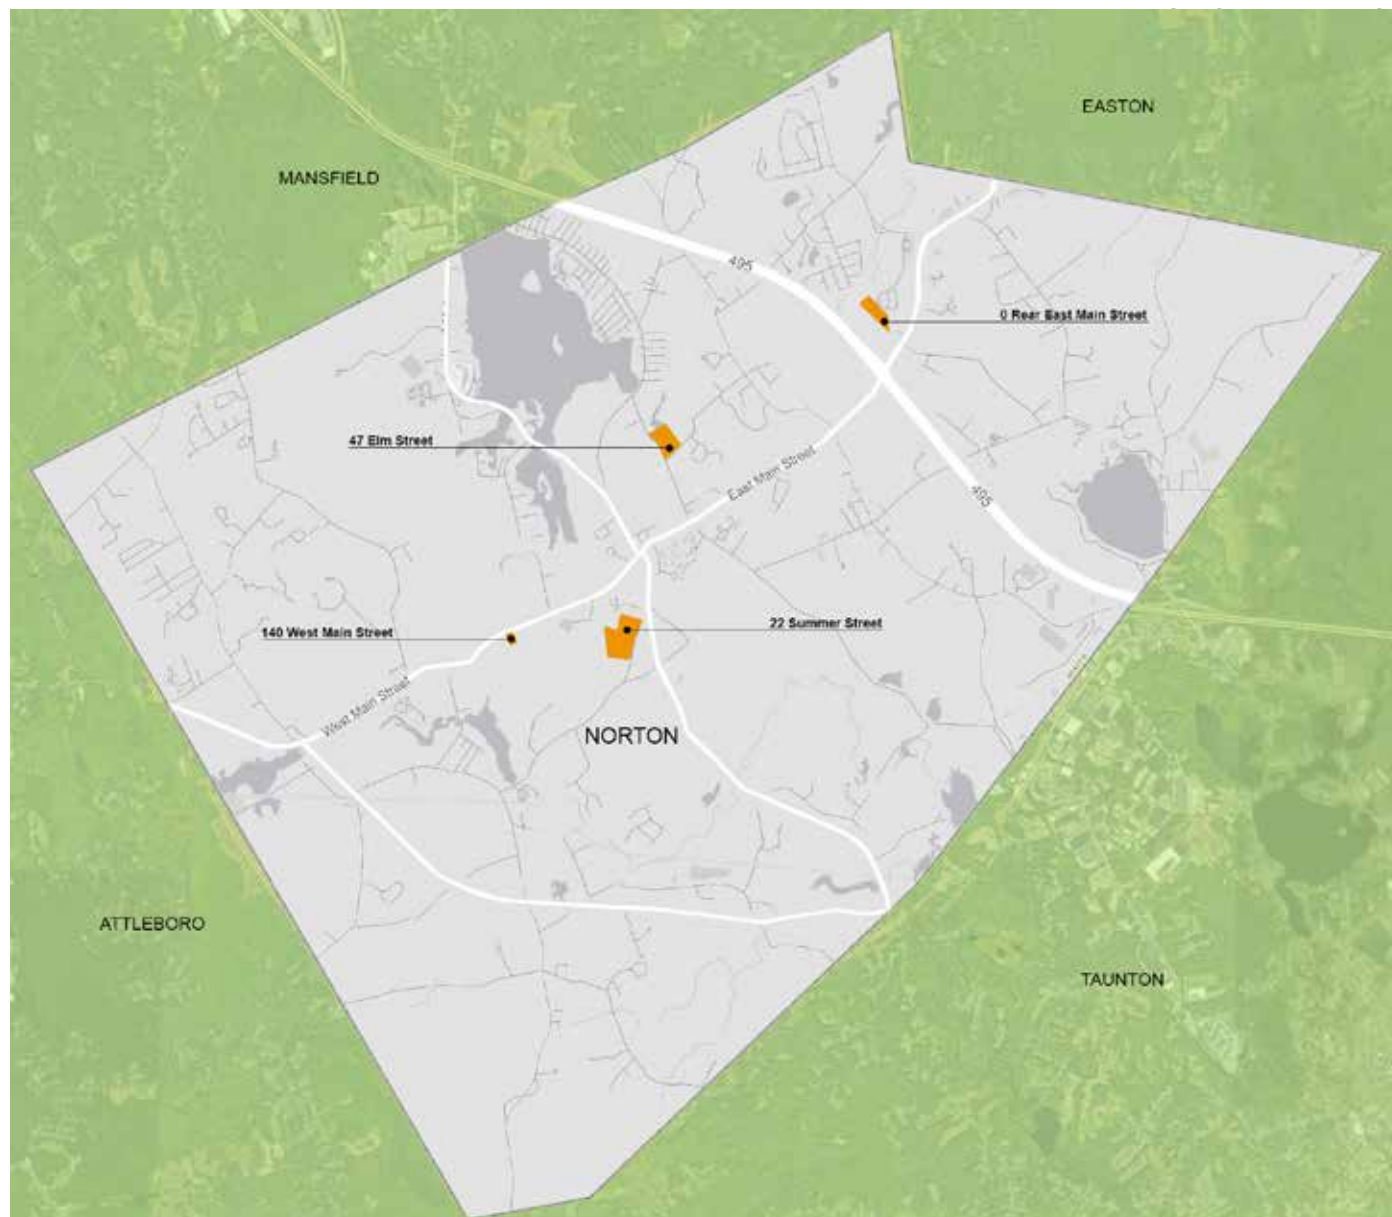 EASTON
MANSFIELD
495
0 Rear East Main Street
47 Elm Street
East Main Street
495
22 Summer Street
140 West Main Street
West Main Street
NORTON
ATTLEBORO
TAUNTON